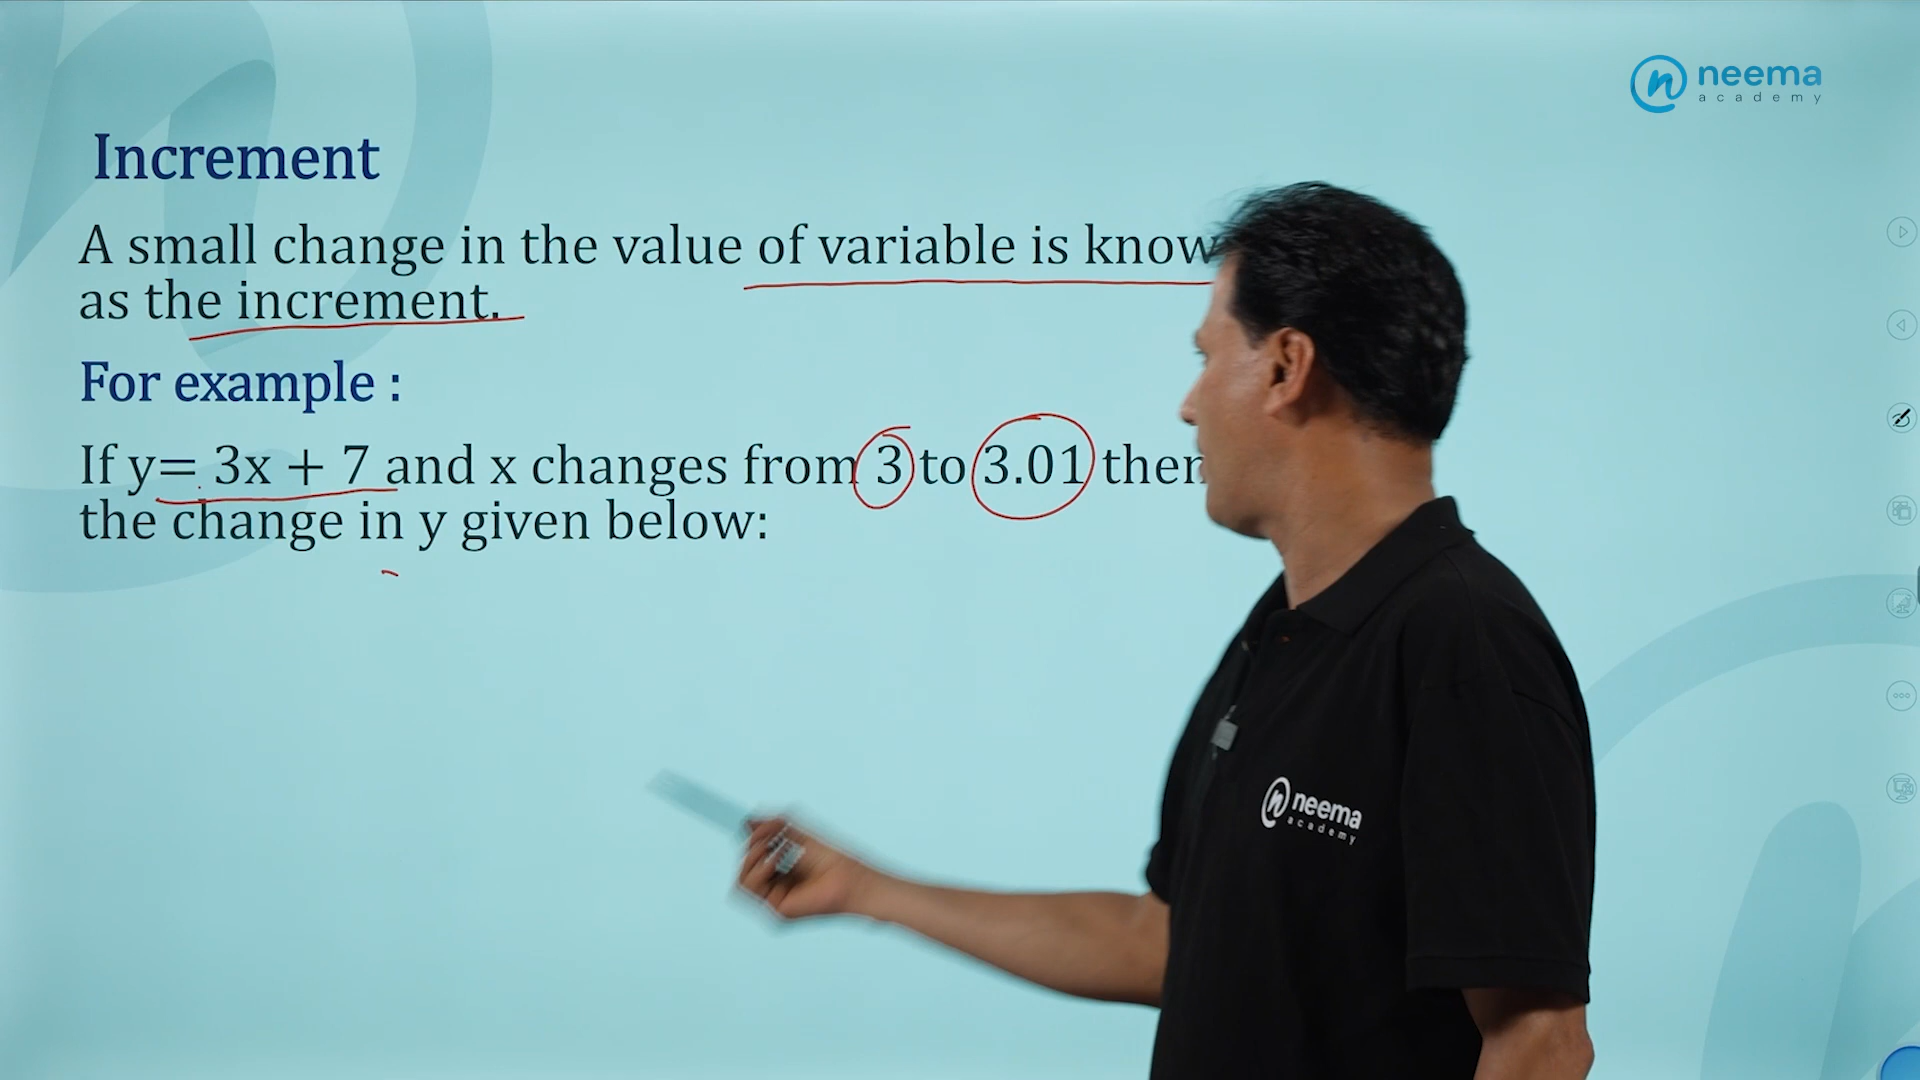 neema
academy
Increment
A small change in the value of variable is know
as the increment.
For example :
If y= 3x + 7 and x changes from 3 to 3.01 then
the change in y given below:
neema
academy